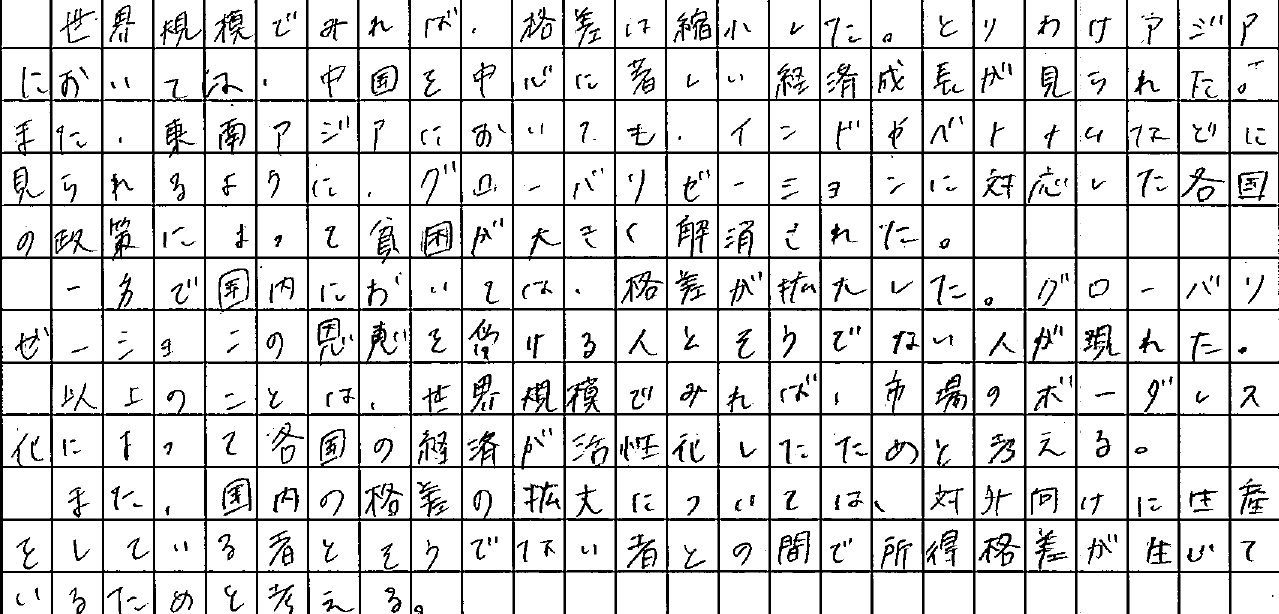 世界規模でみれば、格差は縮小した。とりわけアジア
においては、中国を中心に著しい経済成長が見られた。
また、東南アジアにおいても、インドやベトナムなどに
見られるように、グローバリゼーションに対応した各国
の政策によって貧困が大きく解消された。
一方で国内においては、格差が拡大した。グローバリ
ゼーションの恩恵を受ける人とそうでない人が現れた。
以上のことは、世界規模でみれば、市場のボーダレス
化によって各国の経済が活性化したためと考える。
また、国内の格差の拡大については、対外向けに生産
をしている者とそうではない者との間で所得格差が生じて
いるためと考える。